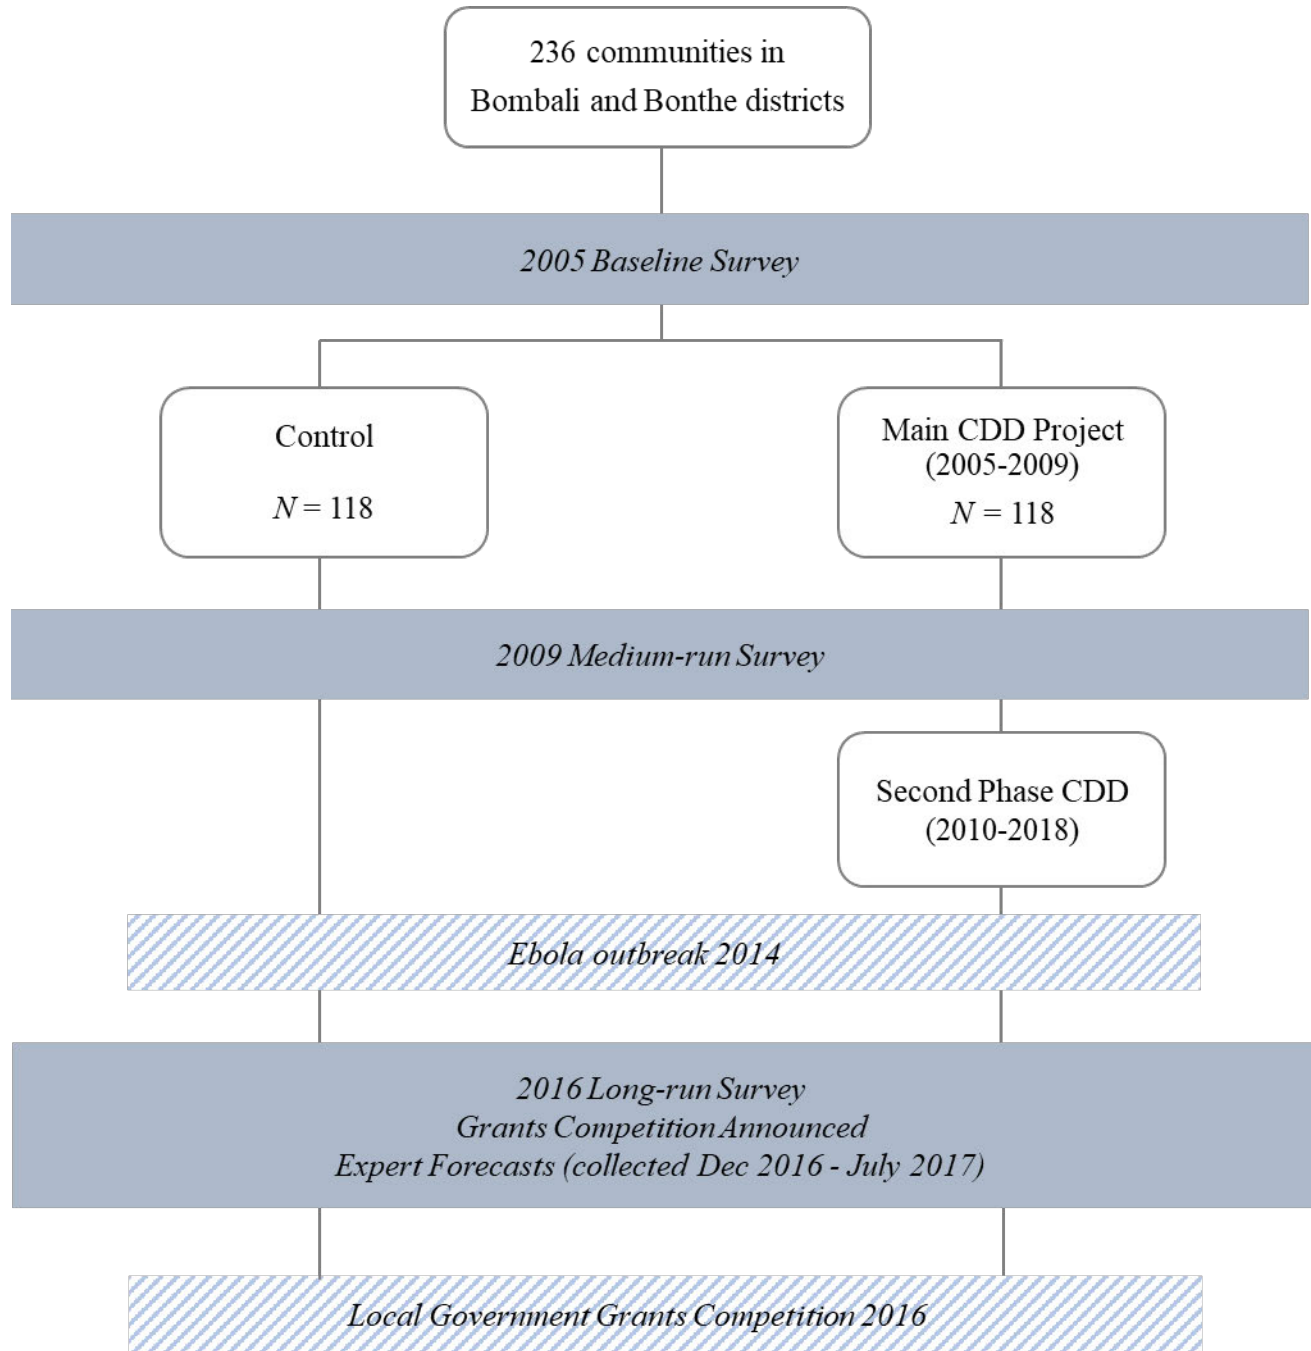 236 communities in
Bombali and Bonthe districts
2005 Baseline Survey
Control
N = 118
Main CDD Project
(2005-2009)
N = 118
2009 Medium-run Survey
Second Phase CDD
(2010-2018)
Ebola outbreak 2014
2016 Long-run Survey
Grants Competition Announced
Expert Forecasts (collected Dec 2016 - July 2017)
Local Government Grants Competition 2016